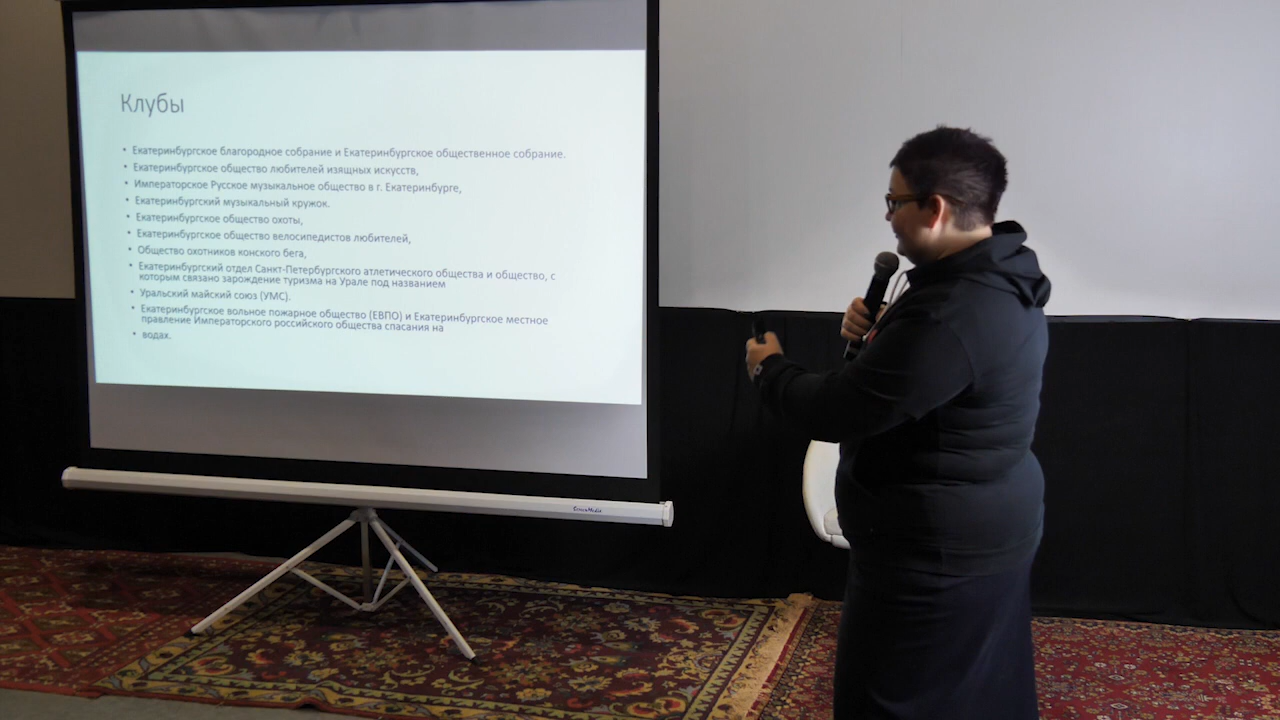 Клубы
• Екатеринбургское благородное собрание и Екатеринбургское общественное собрание.
• Екатеринбургское общество любителей изящных искусств,
• Императорское Русское музыкальное общество в г. Екатеринбурге,
• Екатеринбургский музыкальный кружок.
• Екатеринбургское общество охоты,
• Екатеринбургское общество велосипедистов любителей,
• Общество охотников конского бега,
• Екатеринбургский отдел Санкт-Петербургского атлетического общества и общество, с
которым связано зарождение туризма на Урале под названием
• Уральский майский союз (УМС).
• Екатеринбургское вольное пожарное общество (ЕВПО) и Екатеринбургское местное
правление Императорского российского общества спасания на
• водах.